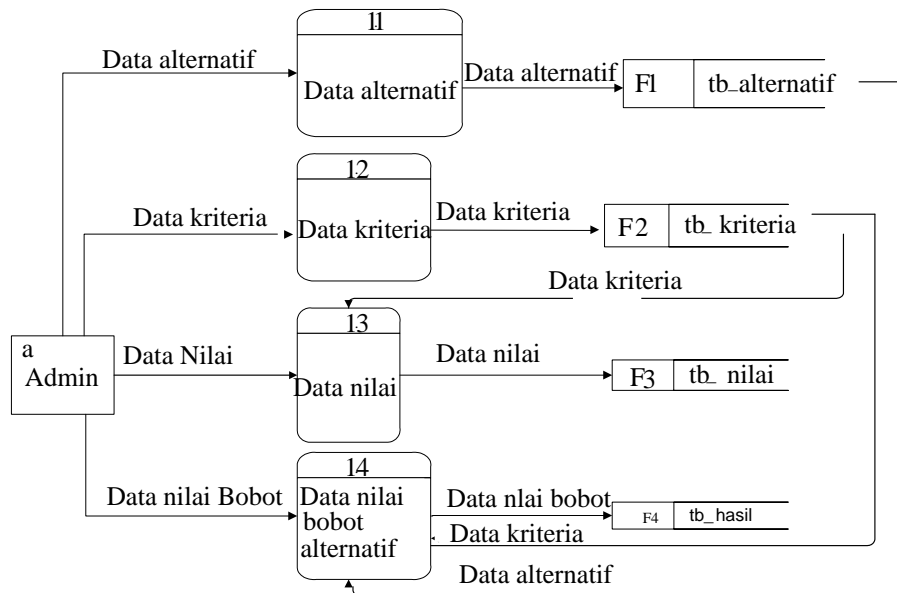 1.1
Data alternatif
Data alternatif
Data alternatif
F1 tb_alternatif
1.2
Data kriteria
Data kriteria
Data kriteria
F2 tb_ kriteria
Data kriteria
1.3
a
Admin
Data Nilai
Data nilai
Data nilai
F3 tb_ nilai
1.4
Data nilai Bobot
Data nilai
bobot
alternatif
Data nlai bobot
F4 tb_hasil
Data kriteria
Data alternatif